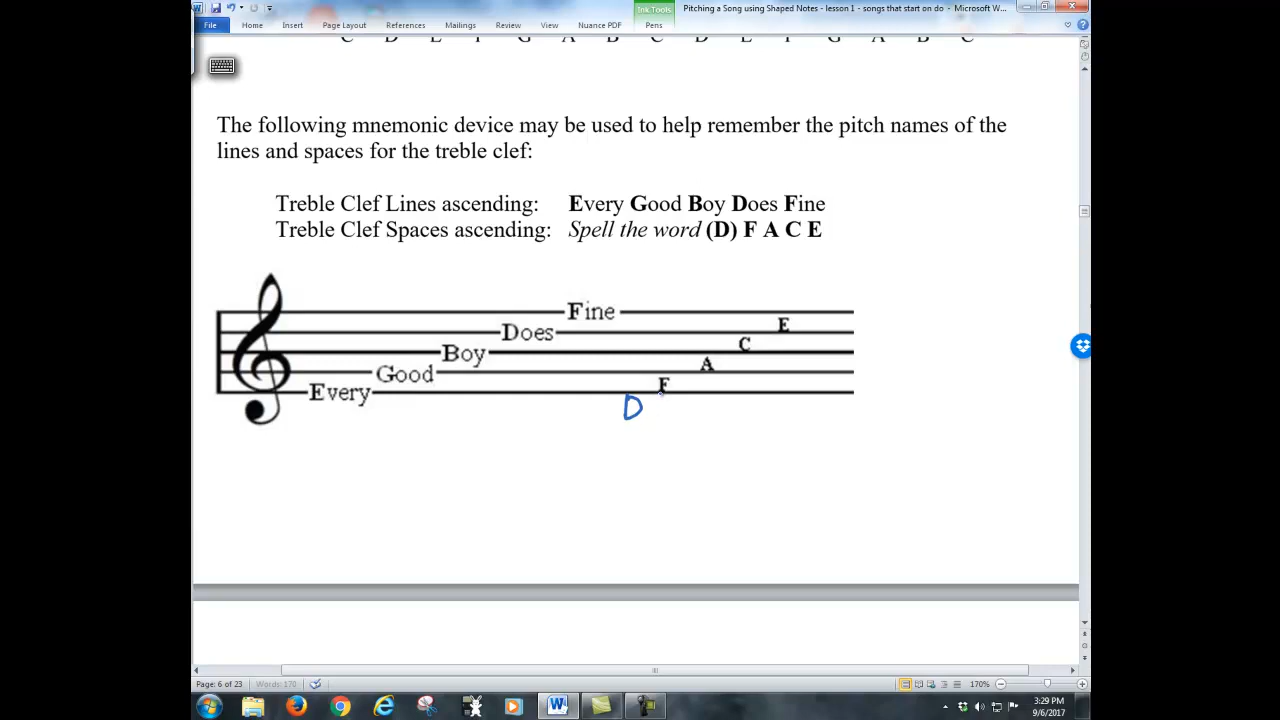 Ink Tools
Pitching a Song using Shaped Notes - lesson 1 - songs that start on do - Microsoft W...
File Home Insert Page Layout References Mailings Review View Nuance PDF Pens
C D E F G A B C D E F G A B C
The following mnemonic device may be used to help remember the pitch names of the
lines and spaces for the treble clef:
Treble Clef Lines ascending: Every Good Boy Does Fine
Treble Clef Spaces ascending: Spell the word (D) F A C E
Fine
E
Does
C
Boy
A
Good
F
Every
D
Page: 6 of 23 Words: 170 170%
3:29 PM
9/6/2017